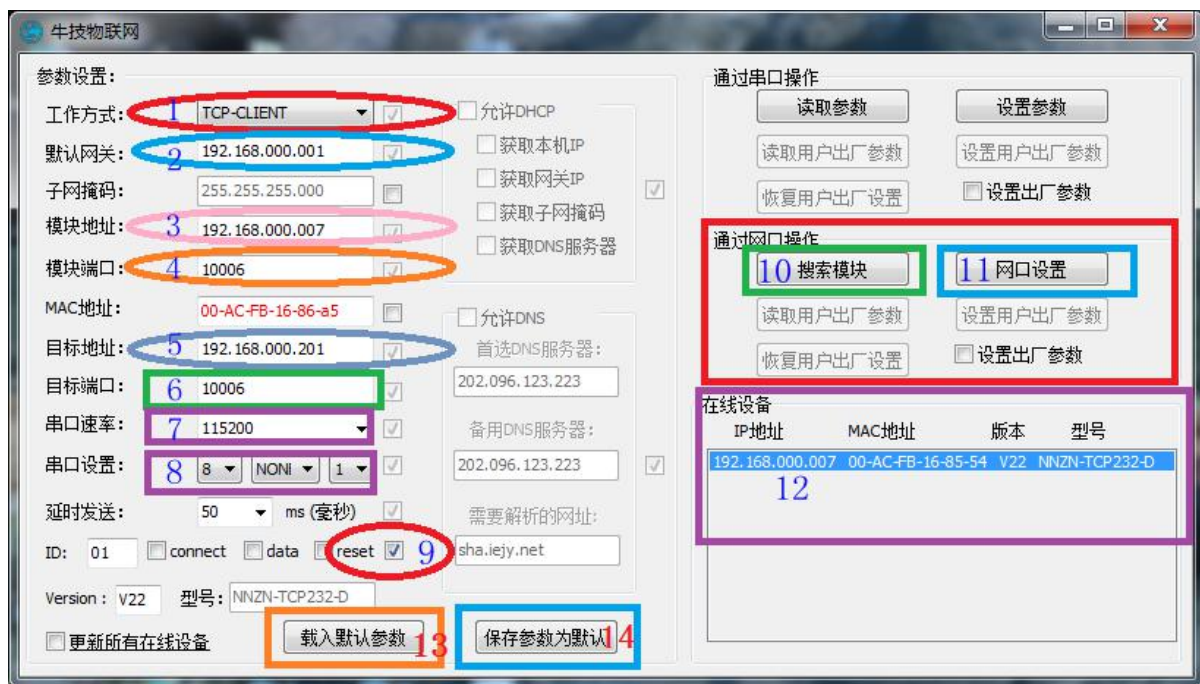 牛技物联网
参数设置:
工作方式: 1 TCP-CLIENT
默认网关: 2 192.168.000.001
子网掩码: 255.255.255.000
模块地址: 3 192.168.000.007
模块端口: 4 10006
MAC地址: 00-AC-FB-16-86-a5
目标地址: 5 192.168.000.201
目标端口: 6 10006
串口速率: 7 115200
串口设置: 8 8 NONI 1
延时发送: 50 ms (毫秒)
ID: 01 connect data reset 9
Version: V22 型号: NNZN-TCP232-D
更新所有在线设备 载入默认参数 13
允许DHCP
获取本机IP
获取网关IP
获取子网掩码
获取DNS服务器
允许DNS
首选DNS服务器:
202.096.123.223
备用DNS服务器:
202.096.123.223
需要解析的网址:
sha.iejy.net
保存参数为默认 14
通过串口操作
读取参数 设置参数
读取用户出厂参数 设置用户出厂参数
恢复用户出厂设置 设置出厂参数
通过网口操作
10 搜索模块 11 网口设置
读取用户出厂参数 设置用户出厂参数
恢复用户出厂设置 设置出厂参数
在线设备
IP地址 MAC地址 版本 型号
192.168.000.007 00-AC-FB-16-85-54 V22 NNZN-TCP232-D
12